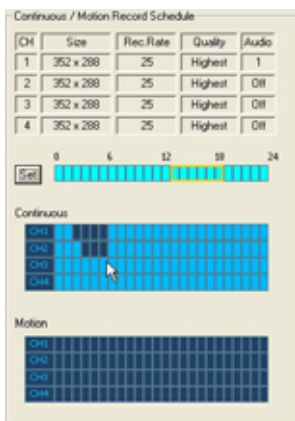 Continuous / Motion Record Schedule
CH Size Rec.Rate Quality Audio
1 352 x 288 25 Highest 1
2 352 x 288 25 Highest Off
3 352 x 288 25 Highest Off
4 352 x 288 25 Highest Off
0 6 12 18 24
Set
Continuous
CH1
CH2
CH3
CH4
Motion
CH1
CH2
CH3
CH4